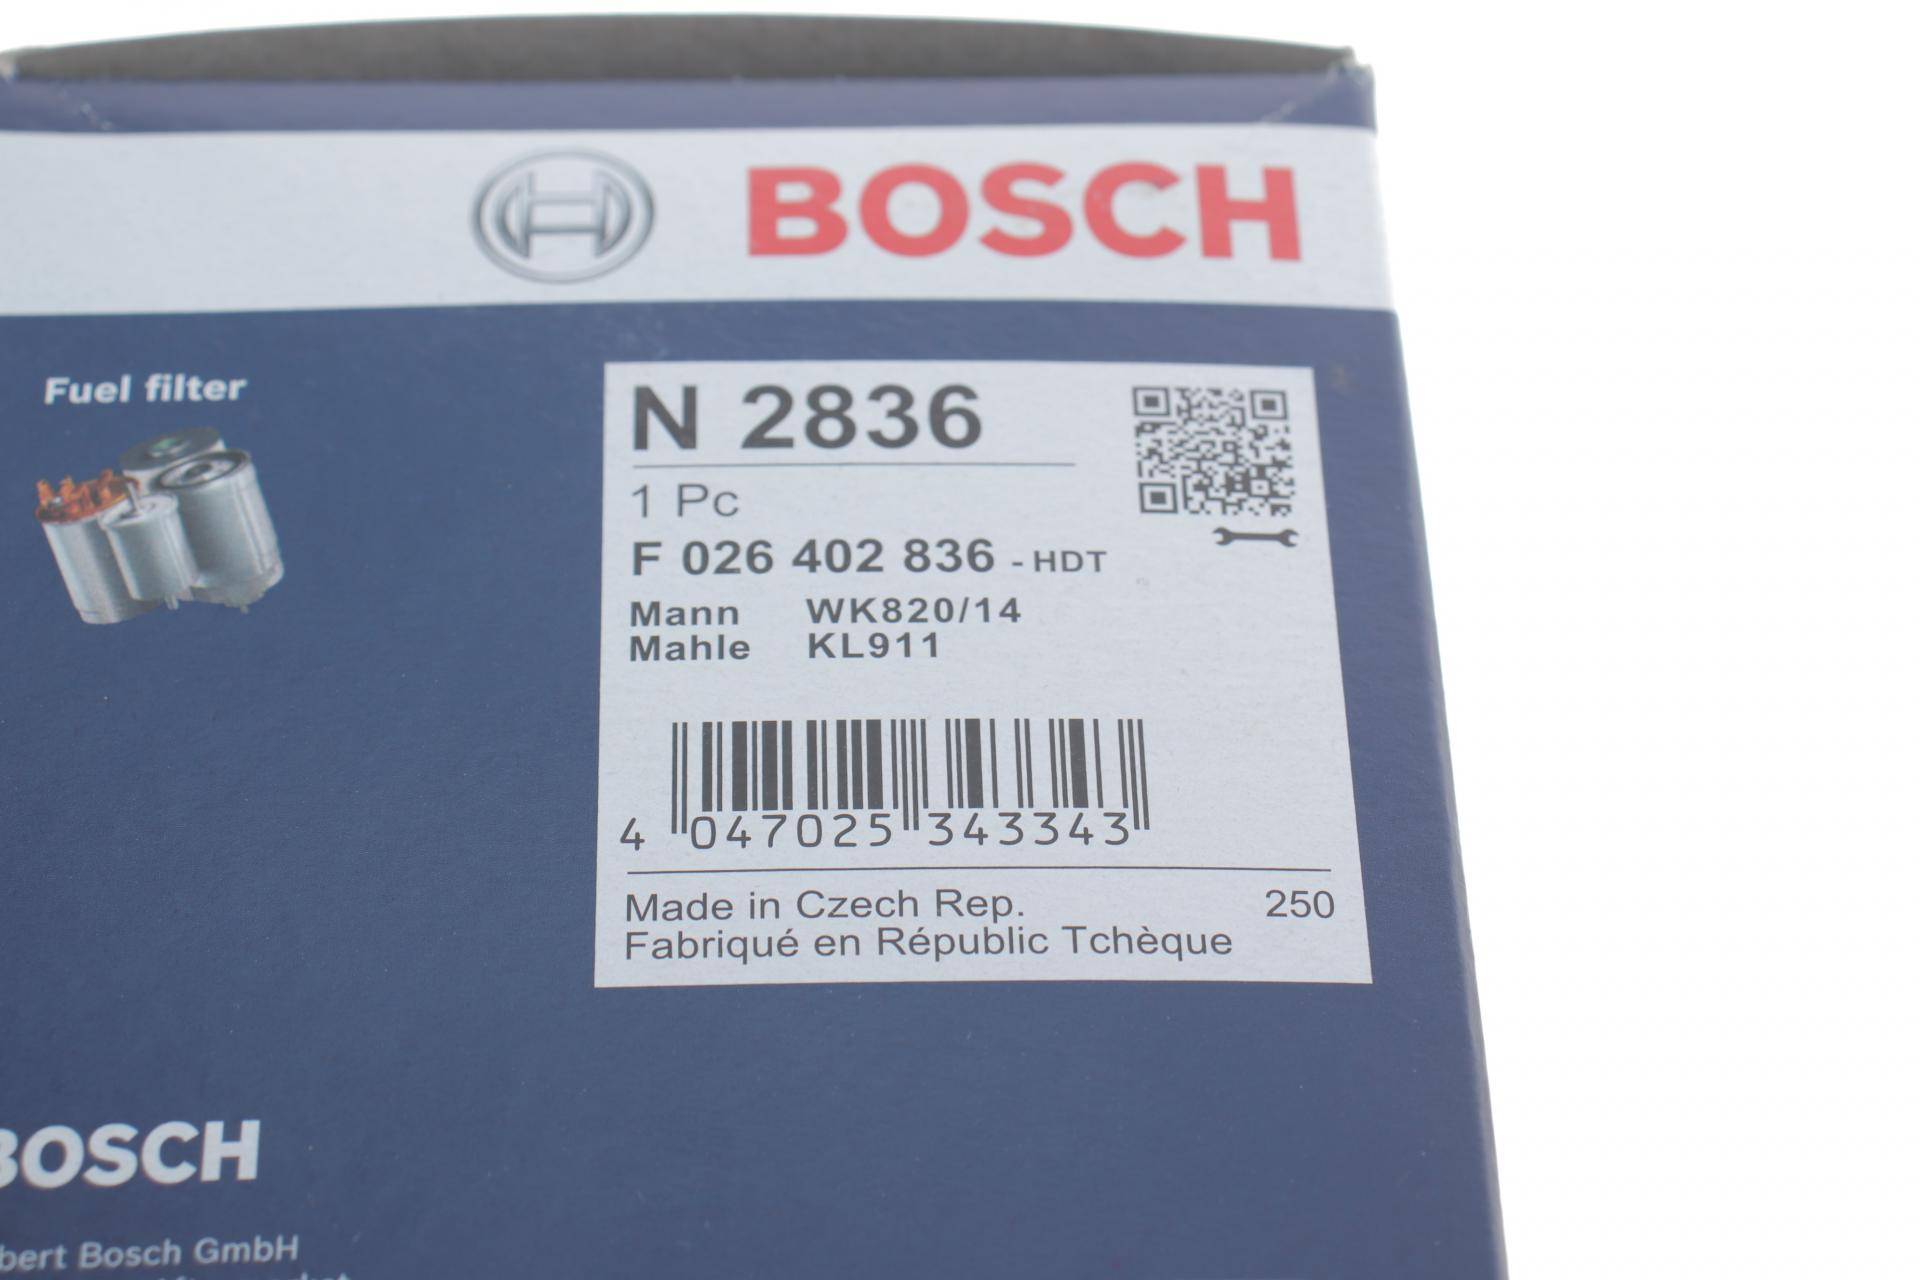 BOSCH
Fuel filter
N 2836
1 Pc
F 026 402 836 - HDT
Mann WK820/14
Mahle KL911
4 047025 343343
Made in Czech Rep. 250
Fabriqué en Républic Tchèque
BOSCH
Bosch GmbH